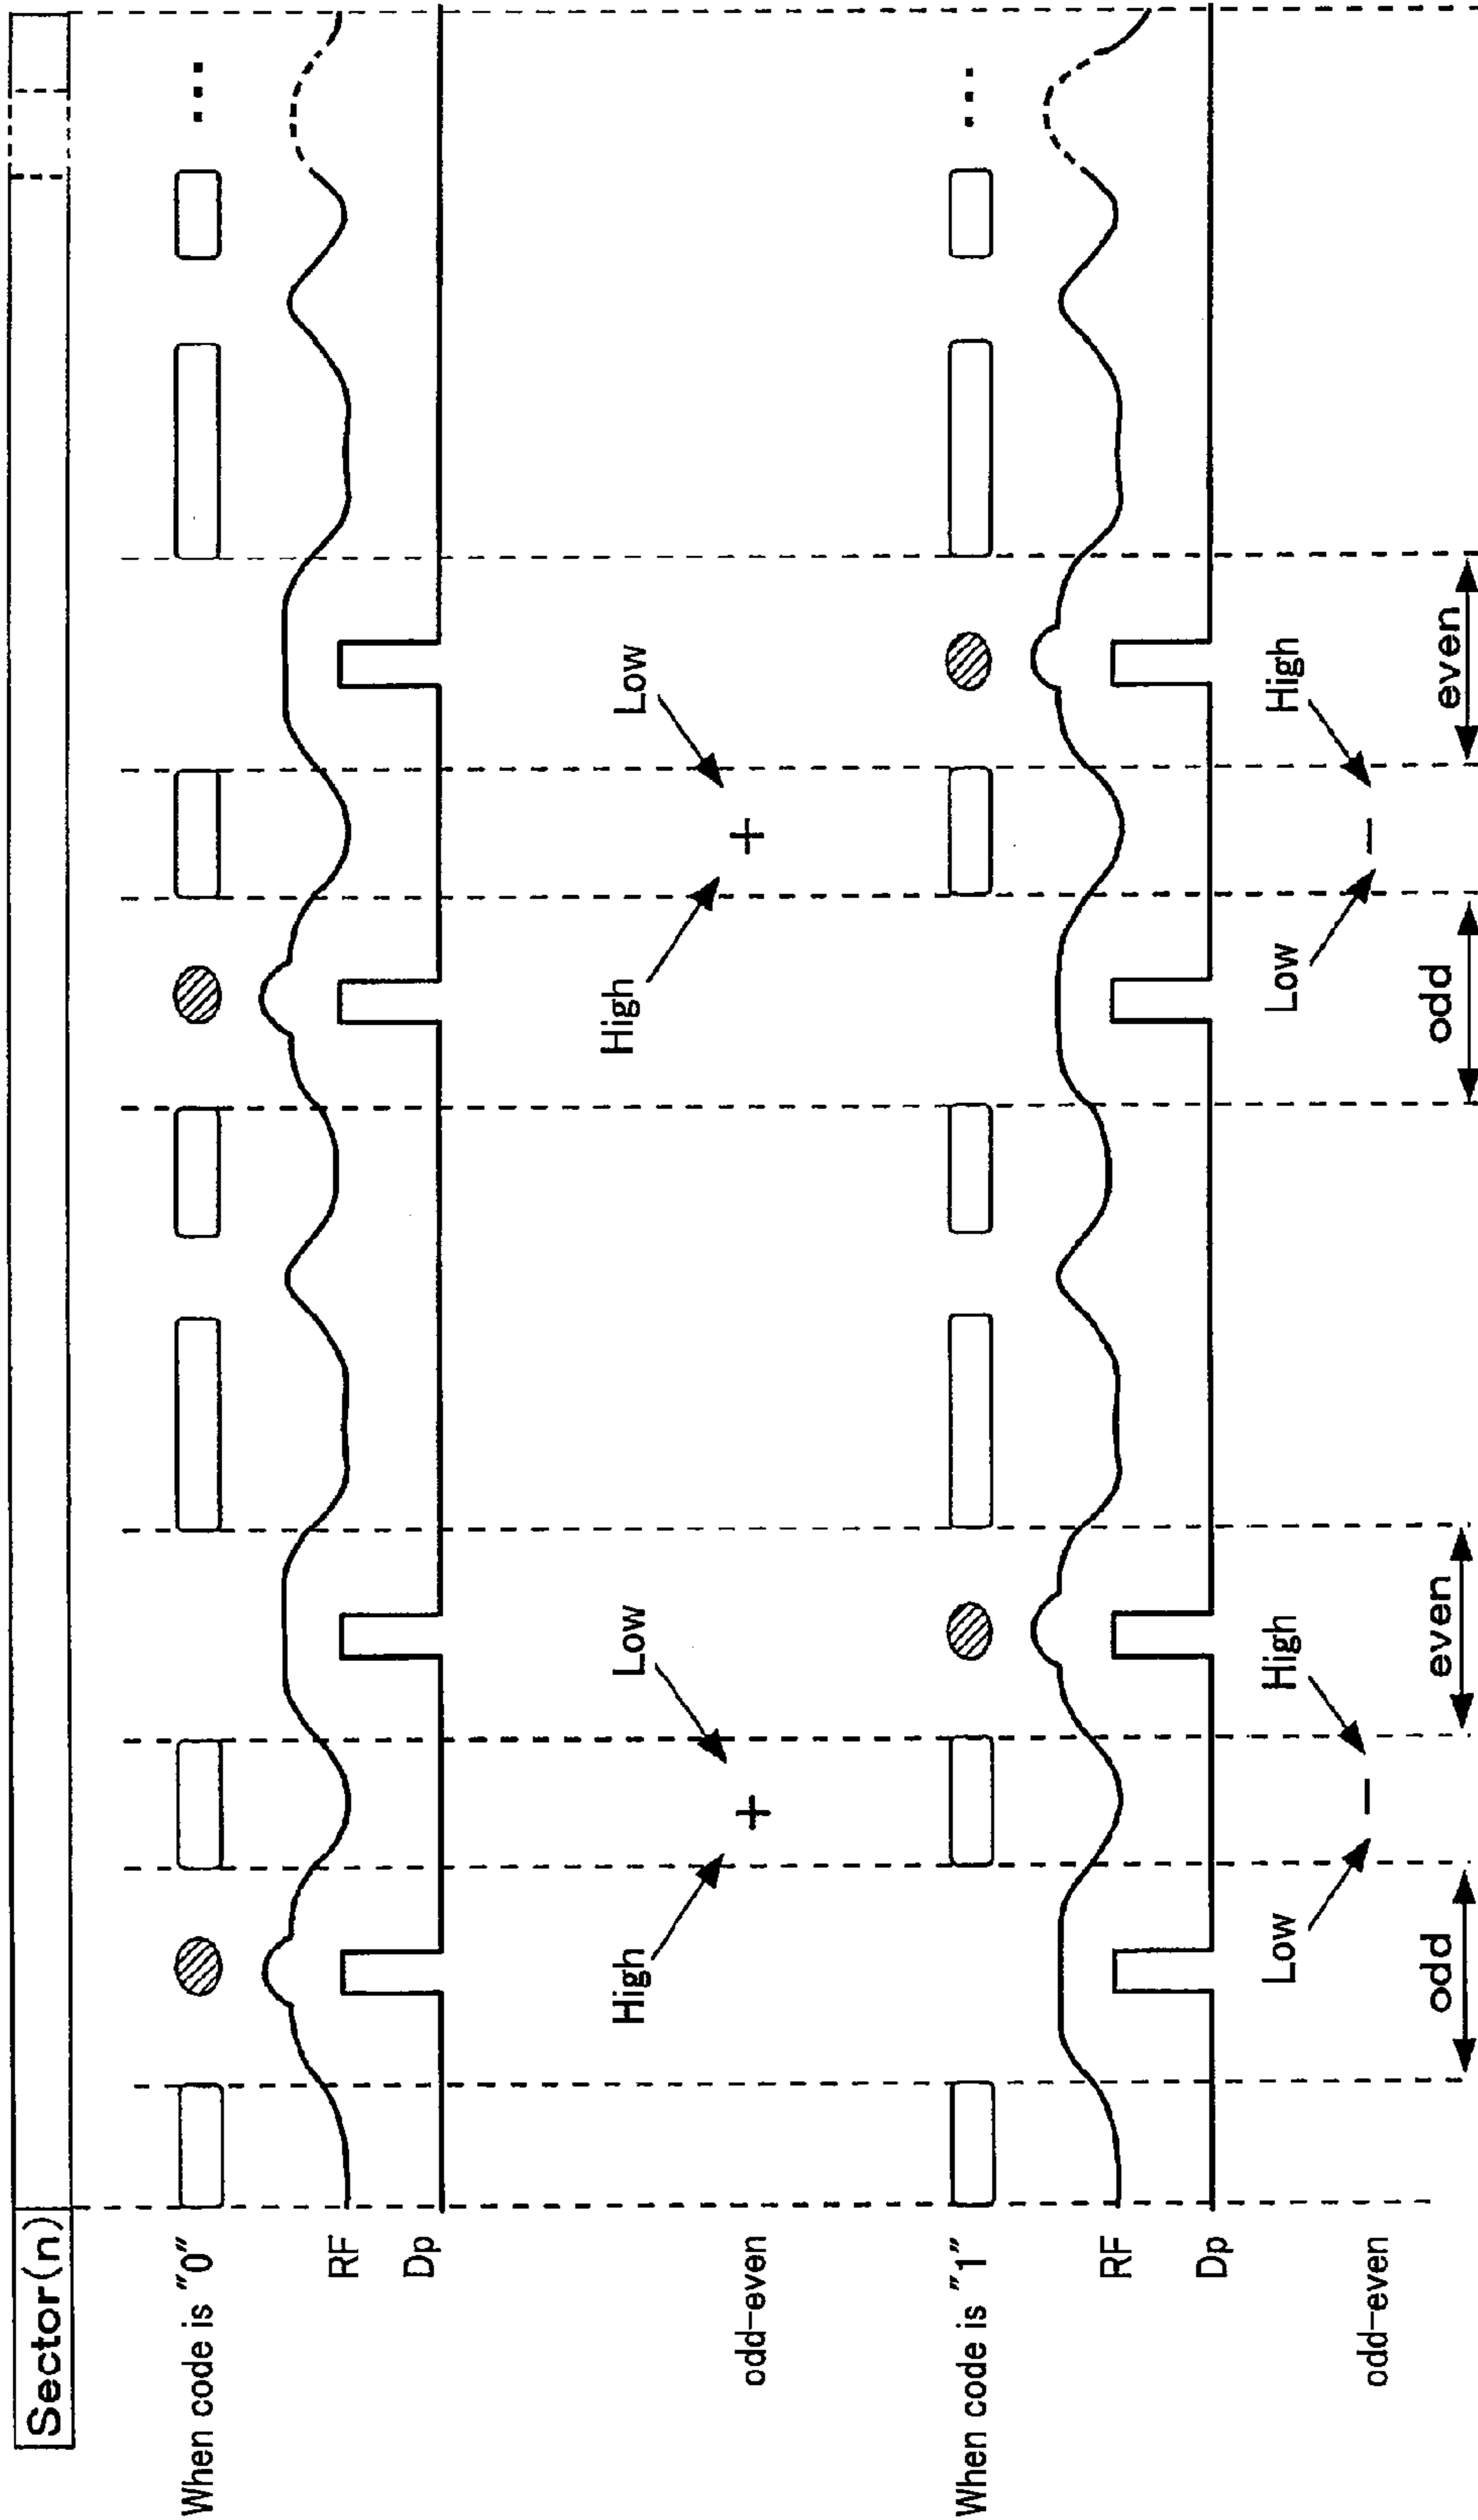 Sector(n)
When code is "0"
RF
Dp
High Low High Low
odd-even + +
When code is "1"
RF
Dp
Low High Low High
odd-even − −
odd even odd even